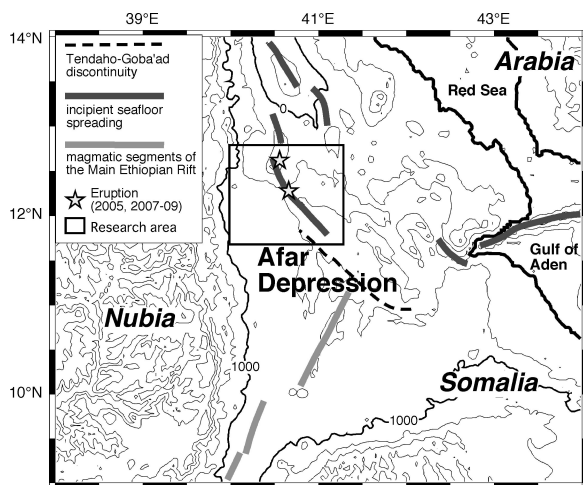 39°E
41°E
43°E
14°N
12°N
10°N
Tendaho-Goba'ad
discontinuity
incipient seafloor
spreading
magmatic segments of
the Main Ethiopian Rift
Eruption
(2005, 2007-09)
Research area
Arabia
Red Sea
Gulf of
Aden
Afar
Depression
Nubia
1000
Somalia
1000